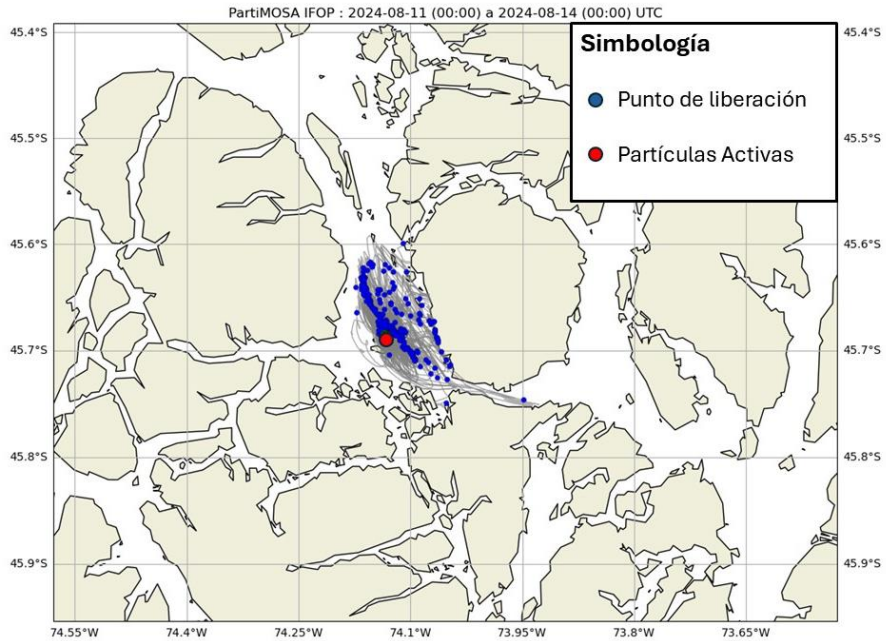 PartiMOSA IFOP : 2024-08-11 (00:00) a 2024-08-14 (00:00) UTC
Simbología
Punto de liberación
Partículas Activas
45.4°S 45.4°S
45.5°S 45.5°S
45.6°S 45.6°S
45.7°S 45.7°S
45.8°S 45.8°S
45.9°S 45.9°S
74.55°W 74.4°W 74.25°W 74.1°W 73.95°W 73.8°W 73.65°W